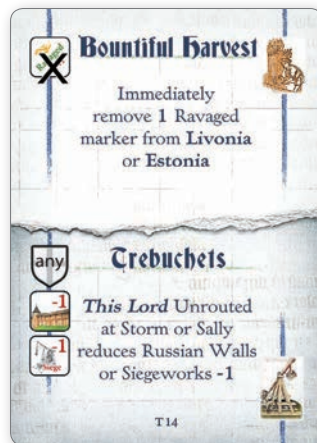 Bountiful Harvest
Immediately
remove 1 Ravaged
marker from Livonia
or Estonia
any
Trebuchets
-1
This Lord Unrouted
at Storm or Sally
-1
reduces Russian Walls
Siege
or Siegeworks -1
T14